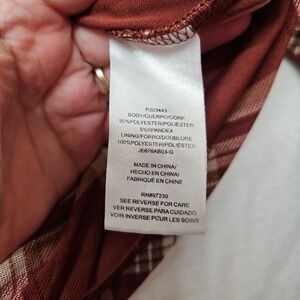 P203443
BODY/CUERPO/CORP
95%POLYESTER/POLIÉSTER
5%SPANDEX
LINING/FORRO/DOUBLURE
100%POLYESTER/POLIÉSTER
MADE IN CHINA/
HECHO EN CHINA/
FABRIQUÉ EN CHINE
RN#97230
SEE REVERSE FOR CARE
VER REVERSE PARA CUIDADO
VOIR INVERSE POUR LES SOINS